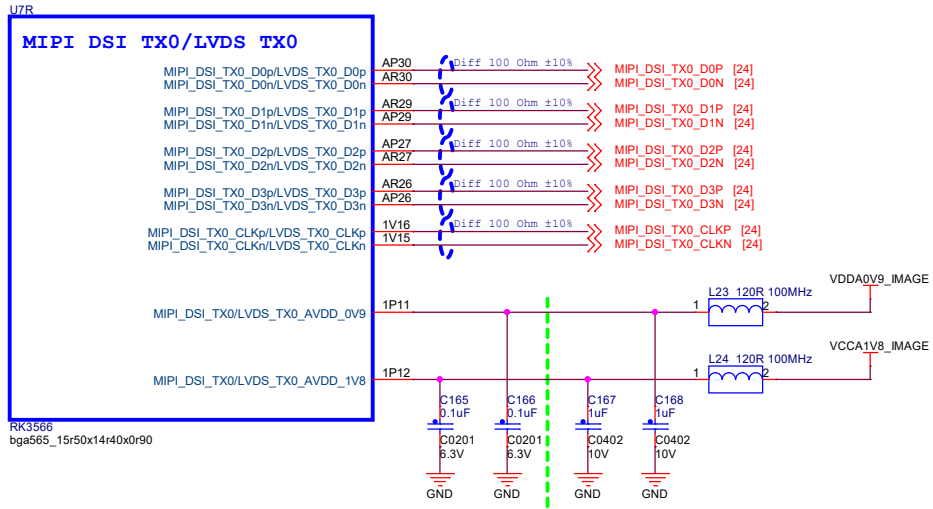 U7R
MIPI DSI TX0/LVDS TX0
MIPI_DSI_TX0_D0p/LVDS_TX0_D0p AP30 Diff 100 Ohm ±10% MIPI_DSI_TX0_D0P [24]
MIPI_DSI_TX0_D0n/LVDS_TX0_D0n AR30 MIPI_DSI_TX0_D0N [24]
MIPI_DSI_TX0_D1p/LVDS_TX0_D1p AR29 Diff 100 Ohm ±10% MIPI_DSI_TX0_D1P [24]
MIPI_DSI_TX0_D1n/LVDS_TX0_D1n AP29 MIPI_DSI_TX0_D1N [24]
MIPI_DSI_TX0_D2p/LVDS_TX0_D2p AP27 Diff 100 Ohm ±10% MIPI_DSI_TX0_D2P [24]
MIPI_DSI_TX0_D2n/LVDS_TX0_D2n AR27 MIPI_DSI_TX0_D2N [24]
MIPI_DSI_TX0_D3p/LVDS_TX0_D3p AR26 Diff 100 Ohm ±10% MIPI_DSI_TX0_D3P [24]
MIPI_DSI_TX0_D3n/LVDS_TX0_D3n AP26 MIPI_DSI_TX0_D3N [24]
MIPI_DSI_TX0_CLKp/LVDS_TX0_CLKp 1V16 Diff 100 Ohm ±10% MIPI_DSI_TX0_CLKP [24]
MIPI_DSI_TX0_CLKn/LVDS_TX0_CLKn 1V15 MIPI_DSI_TX0_CLKN [24]
VDDA0V9_IMAGE
L23 120R 100MHz
MIPI_DSI_TX0/LVDS_TX0_AVDD_0V9 1P11 1 2
VCCA1V8_IMAGE
L24 120R 100MHz
MIPI_DSI_TX0/LVDS_TX0_AVDD_1V8 1P12 1 2
C165 C166 C167 C168
0.1uF 0.1uF 1uF 1uF
RK3566
bga565_15r50x14r40x0r90
C0201 C0201 C0402 C0402
6.3V 6.3V 10V 10V
GND GND GND GND